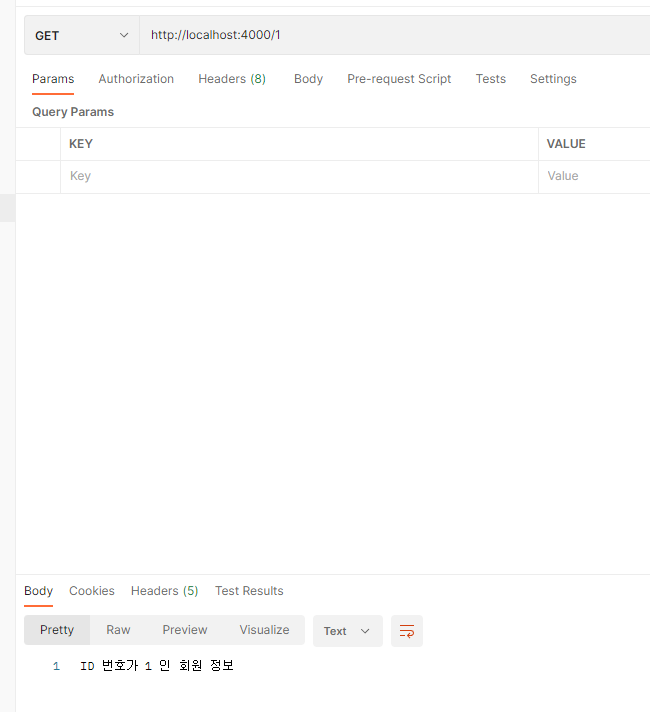 GET http://localhost:4000/1
Params Authorization Headers (8) Body Pre-request Script Tests Settings
Query Params
KEY VALUE
Key Value
Body Cookies Headers (5) Test Results
Pretty Raw Preview Visualize Text
1 ID 번호가 1 인 회원 정보